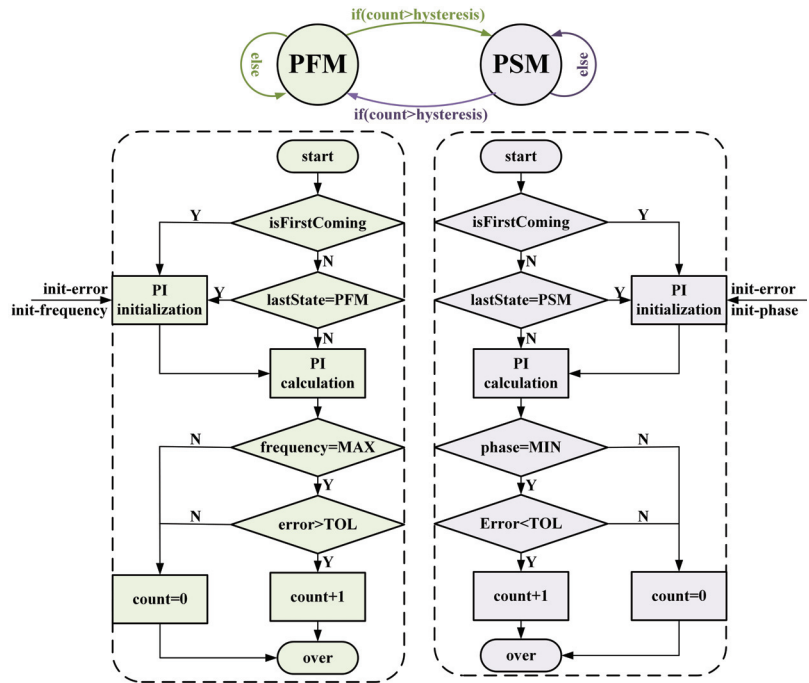 if(count>hysteresis)
else
PFM
PSM
else
if(count>hysteresis)
start
isFirstComing
Y
N
init-error
init-frequency
PI
initialization
Y
lastState=PFM
N
PI
calculation
frequency=MAX
N
Y
error>TOL
N
Y
count=0
count+1
over
start
isFirstComing
Y
N
lastState=PSM
Y
PI
initialization
init-error
init-phase
N
PI
calculation
phase=MIN
N
Y
Error<TOL
N
Y
count+1
count=0
over